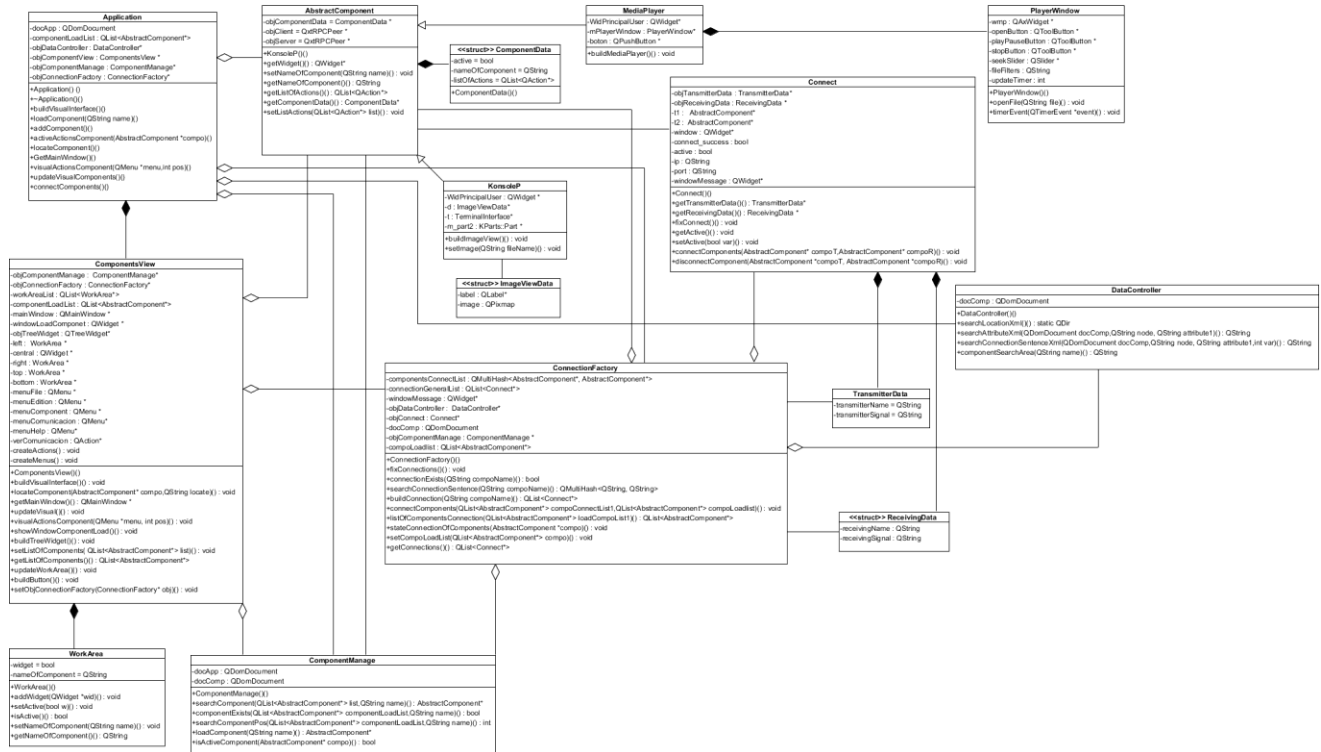 Application
-docApp : QDomDocument
-componentLoadList : QList<AbstractComponent*>
-objDataController : DataController*
-objComponentView : ComponentsView *
-objComponentManage : ComponentManage*
-objConnectionFactory : ConnectionFactory*
+Application() ()
+~Application()()
+buildVisualInterface()()
+loadComponent(QString name)()
+addComponent()()
+activeActionsComponent(AbstractComponent *compo)()
+locateComponent()()
+GetMainWindow()()
+visualActionsComponent(QMenu *menu,int pos)()
+updateVisualComponents()()
+connectComponents()()
AbstractComponent
-objComponentData = ComponentData *
-objClient = QxtRPCPeer *
-objServer = QxtRPCPeer *
+KonsoleP()()
+getWidget()() : QWidget*
+setNameOfComponent(QString name)() : void
+getNameOfComponent()() : QString
+getListOfActions()() : QList<QAction*>
+getComponentData()() : ComponentData*
+setListActions(QList<QAction*> list)() : void
<<struct>> ComponentData
-active = bool
-nameOfComponent = QString
-listOfActions = QList<QAction*>
+ComponentData()()
MediaPlayer
-WidPrincipalUser : QWidget*
-mPlayerWindow : PlayerWindow*
-boton : QPushButton *
+buildMediaPlayer()() : void
PlayerWindow
-wmp : QAxWidget *
-openButton : QToolButton *
-playPauseButton : QToolButton *
-stopButton : QToolButton *
-seekSlider : QSlider *
-fileFilters : QString
-updateTimer : int
+PlayerWindow()()
+openFile(QString file)() : void
+timerEvent(QTimerEvent *event)() : void
Connect
-objTansmitterData : TransmitterData*
-objReceivingData : ReceivingData *
-t1 : AbstractComponent*
-t2 : AbstractComponent*
-window : QWidget*
-connect_success : bool
-active : bool
-ip : QString
-port : QString
-windowMessage : QWidget*
+Connect()()
+getTransmitterData()() : TransmitterData*
+getReceivingData()() : ReceivingData *
+fixConnect()() : void
+getActive()() : void
+setActive(bool var)() : void
+connectComponents(AbstractComponent* compoT,AbstractComponent* compoR)() : void
+disconnectComponent(AbstractComponent *compoT, AbstractComponent *compoR)() : void
KonsoleP
-WidPrincipalUser : QWidget *
-d : ImageViewData*
-t : TerminalInterface*
-m_part2 : KParts::Part *
+buildImageView()() : void
+setImage(QString fileName)() : void
<<struct>> ImageViewData
-label : QLabel*
-image : QPixmap
ComponentsView
-objComponentManage : ComponentManage*
-objConnectionFactory : ConnectionFactory*
-workAreaList : QList<WorkArea*>
-componentLoadList : QList<AbstractComponent*>
-mainWindow : QMainWindow *
-windowLoadComponet : QWidget *
-objTreeWidget : QTreeWidget*
-left : WorkArea *
-central : QWidget *
-right : WorkArea *
-top : WorkArea *
-bottom : WorkArea *
-menuFile : QMenu *
-menuEdition : QMenu *
-menuComponent : QMenu *
-menuComunicacion : QMenu*
-menuHelp : QMenu*
-verComunicacion : QAction*
-createActions() : void
-createMenus() : void
+ComponentsView()()
+buildVisualInterface()() : void
+locateComponent(AbstractComponent* compo,QString locate)() : void
+getMainWindow()() : QMainWindow *
+updateVisual()() : void
+visualActionsComponent(QMenu *menu, int pos)() : void
+showWindowComponentLoad()() : void
+buildTreeWidget()() : void
+setListOfComponents( QList<AbstractComponent*> list)() : void
+getListOfComponents()() : QList<AbstractComponent*>
+updateWorkArea()() : void
+buildButton()() : void
+setObjConnectionFactory(ConnectionFactory* obj)() : void
DataController
-docComp : QDomDocument
+DataController()()
+searchLocationXml()() : static QDir
+searchAttributeXml(QDomDocument docComp,QString node, QString attribute1)() : QString
+searchConnectionSentenceXml(QDomDocument docComp,QString node, QString attribute1,int var)() : QString
+componentSearchArea(QString name)() : QString
ConnectionFactory
-componentsConnectList : QMultiHash<AbstractComponent*, AbstractComponent*>
-connectionGeneralList : QList<Connect*>
-windowMessage : QWidget*
-objDataController : DataController*
-objConnect : Connect*
-docComp : QDomDocument
-objComponentManage : ComponentManage *
-compoLoadlist : QList<AbstractComponent*>
+ConnectionFactory()()
+fixConnections()() : void
+connectionExists(QString compoName)() : bool
+searchConnectionSentence(QString compoName)() : QMultiHash<QString, QString>
+buildConnection(QString compoName)() : QList<Connect*>
+connectComponents(QList<AbstractComponent*> compoConnectList1,QList<AbstractComponent*> compoLoadlist)() : void
+listOfComponentsConnection(QList<AbstractComponent*> loadCompoList1)() : QList<AbstractComponent*>
+stateConnectionOfComponents(AbstractComponent *compo)() : void
+setCompoLoadList(QList<AbstractComponent*> compo)() : void
+getConnections()() : QList<Connect*>
TransmitterData
-transmitterName = QString
-transmitterSignal = QString
<<struct>> ReceivingData
-receivingName : QString
-receivingSignal : QString
WorkArea
-widget = bool
-nameOfComponent = QString
+WorkArea()()
+addWidget(QWidget *wid)() : void
+setActive(bool w)() : void
+isActive()() : bool
+setNameOfComponent(QString name)() : void
+getNameOfComponent()() : QString
ComponentManage
-docApp : QDomDocument
-docComp : QDomDocument
+ComponentManage()()
+searchComponent(QList<AbstractComponent*> list,QString name)() : AbstractComponent*
+componentExists(QList<AbstractComponent*> componentLoadList,QString name)() : bool
+searchComponentPos(QList<AbstractComponent*> componentLoadList,QString name)() : int
+loadComponent(QString name)() : AbstractComponent*
+isActiveComponent(AbstractComponent* compo)() : bool